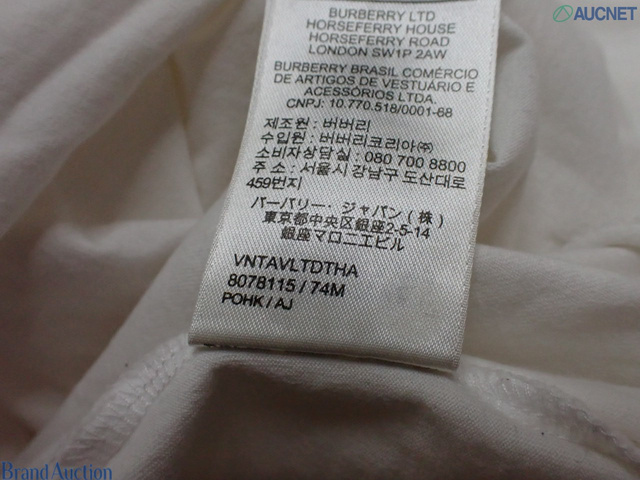 AUCNET
BURBERRY LTD
HORSEFERRY HOUSE
HORSEFERRY ROAD
LONDON SW1P 2AW
BURBERRY BRASIL COMÉRCIO
DE ARTIGOS DE VESTUÁRIO E
ACESSÓRIOS LTDA.
CNPJ: 10.770.518/0001-68
제조원 : 버버리
수입원 : 버버리코리아㈜
소비자상담실 : 080 700 8800
주소 : 서울시 강남구 도산대로
459번지
バーバリー・ジャパン(株)
東京都中央区銀座2-5-14
銀座マロニエビル
VNTAVLTDTHA
8078115 / 74M
POHK / AJ
Brand Auction